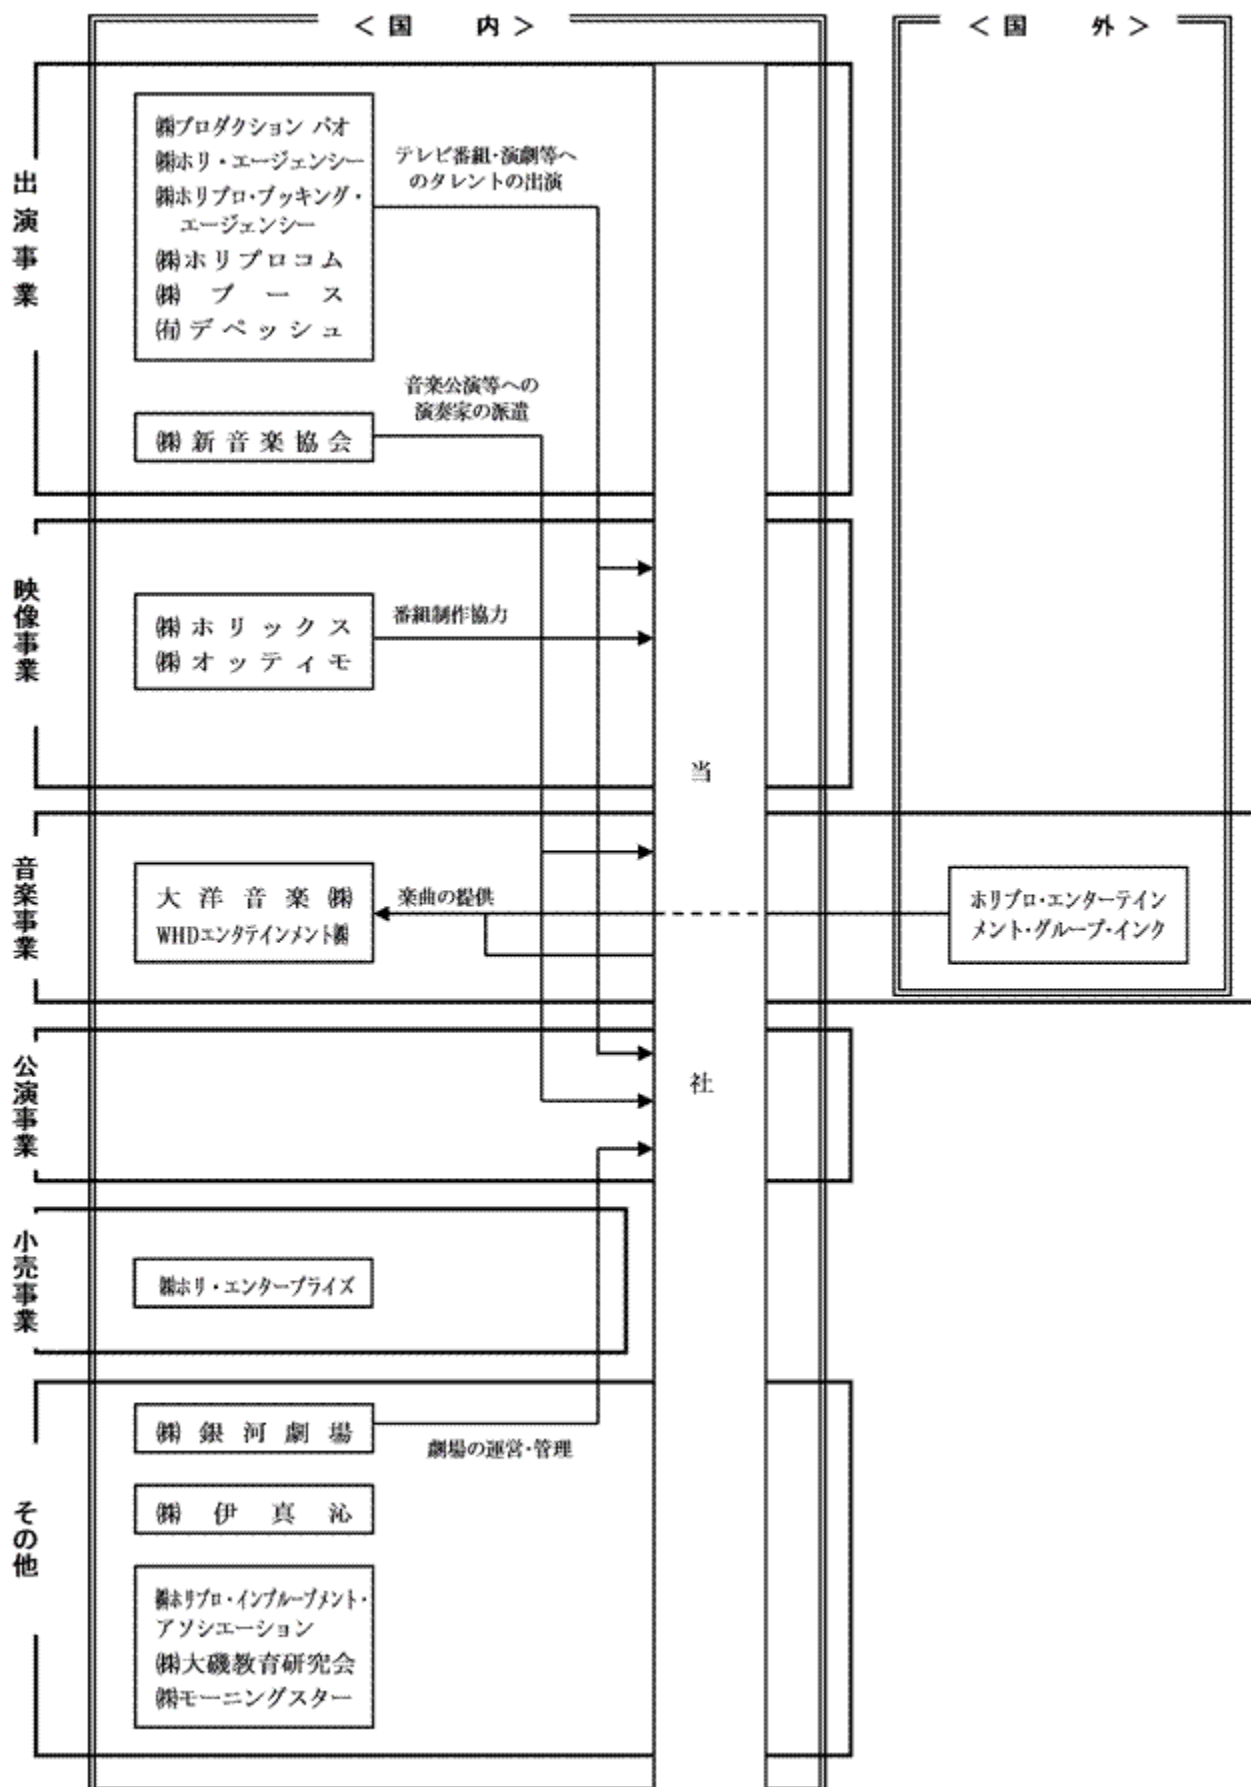 ＜国　内＞
＜国　外＞
出演事業
㈱プロダクション パオ
㈱ホリ・エージェンシー
㈱ホリプロ・ブッキング・
エージェンシー
㈱ホリプロコム
㈱ブース
㈲デペッシュ
テレビ番組・演劇等へ
のタレントの出演
㈱新音楽協会
音楽公演等への
演奏家の派遣
映像事業
㈱ホリックス
㈱オッティモ
番組制作協力
当社
音楽事業
大洋音楽㈱
WHDエンタテインメント㈱
楽曲の提供
ホリプロ・エンターテイン
メント・グループ・インク
公演事業
小売事業
㈱ホリ・エンタープライズ
その他
㈱銀河劇場
劇場の運営・管理
㈱伊真沁
㈱ホリプロ・インプルーブメント・
アソシエーション
㈱大磯教育研究会
㈱モーニングスター